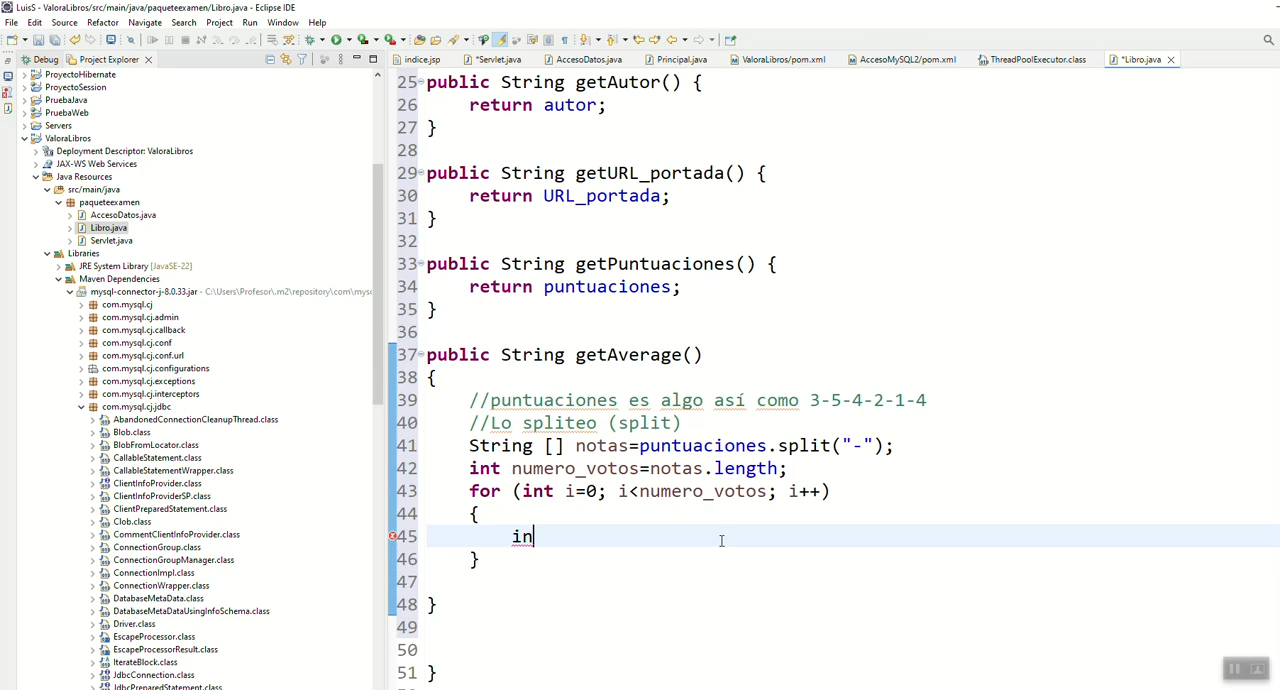 LuisS - ValoraLibros/src/main/java/paqueteexamen/Libro.java - Eclipse IDE
File Edit Source Refactor Navigate Search Project Run Window Help
Debug Project Explorer
indice.jsp *Servlet.java AccesoDatos.java Principal.java ValoraLibros/pom.xml AccesoMySQL2/pom.xml ThreadPoolExecutor.class *Libro.java
ProyectoHibernate
ProyectoSession
PruebaJava
PruebaWeb
Servers
ValoraLibros
Deployment Descriptor: ValoraLibros
JAX-WS Web Services
Java Resources
src/main/java
paqueteexamen
AccesoDatos.java
Libro.java
Servlet.java
Libraries
JRE System Library [JavaSE-22]
Maven Dependencies
mysql-connector-j-8.0.33.jar - C:\Users\Profesor\.m2\repository\com\mysc
com.mysql.cj
com.mysql.cj.admin
com.mysql.cj.callback
com.mysql.cj.conf
com.mysql.cj.conf.url
com.mysql.cj.configurations
com.mysql.cj.exceptions
com.mysql.cj.interceptors
com.mysql.cj.jdbc
AbandonedConnectionCleanupThread.class
Blob.class
BlobFromLocator.class
CallableStatement.class
CallableStatementWrapper.class
ClientInfoProvider.class
ClientInfoProviderSP.class
ClientPreparedStatement.class
Clob.class
CommentClientInfoProvider.class
ConnectionGroup.class
ConnectionGroupManager.class
ConnectionImpl.class
ConnectionWrapper.class
DatabaseMetaData.class
DatabaseMetaDataUsingInfoSchema.class
Driver.class
EscapeProcessor.class
EscapeProcessorResult.class
IterateBlock.class
JdbcConnection.class
JdbcPreparedStatement.class
25 public String getAutor() {
26 return autor;
27 }
28
29 public String getURL_portada() {
30 return URL_portada;
31 }
32
33 public String getPuntuaciones() {
34 return puntuaciones;
35 }
36
37 public String getAverage()
38 {
39 //puntuaciones es algo así como 3-5-4-2-1-4
40 //Lo spliteo (split)
41 String [] notas=puntuaciones.split("-");
42 int numero_votos=notas.length;
43 for (int i=0; i<numero_votos; i++)
44 {
45 in
46 }
47
48 }
49
50
51 }